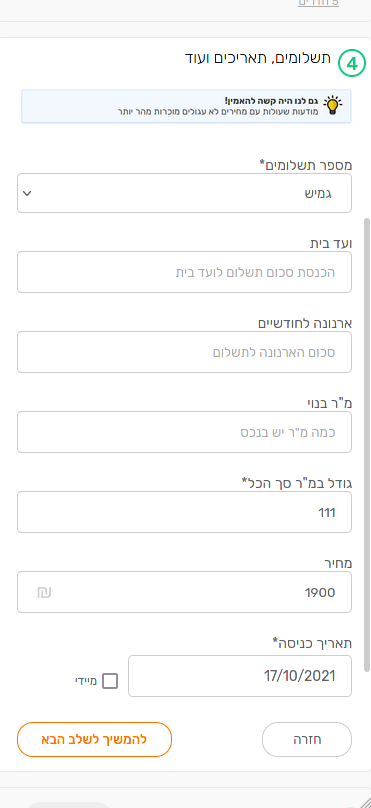 5 חדרים
4 תשלומים, תאריכים ועוד
גם לנו היה קשה להאמין!
מודעות שעולות עם מחירים לא עגולים מוכרות מהר יותר
מספר תשלומים*
גמיש
ועד בית
הכנסת סכום תשלום לועד בית
ארנונה לחודשיים
סכום הארנונה לתשלום
מ"ר בנוי
כמה מ"ר יש בנכס
גודל במ"ר סך הכל*
111
מחיר
1900 ₪
תאריך כניסה*
17/10/2021 מיידי
חזרה להמשיך לשלב הבא